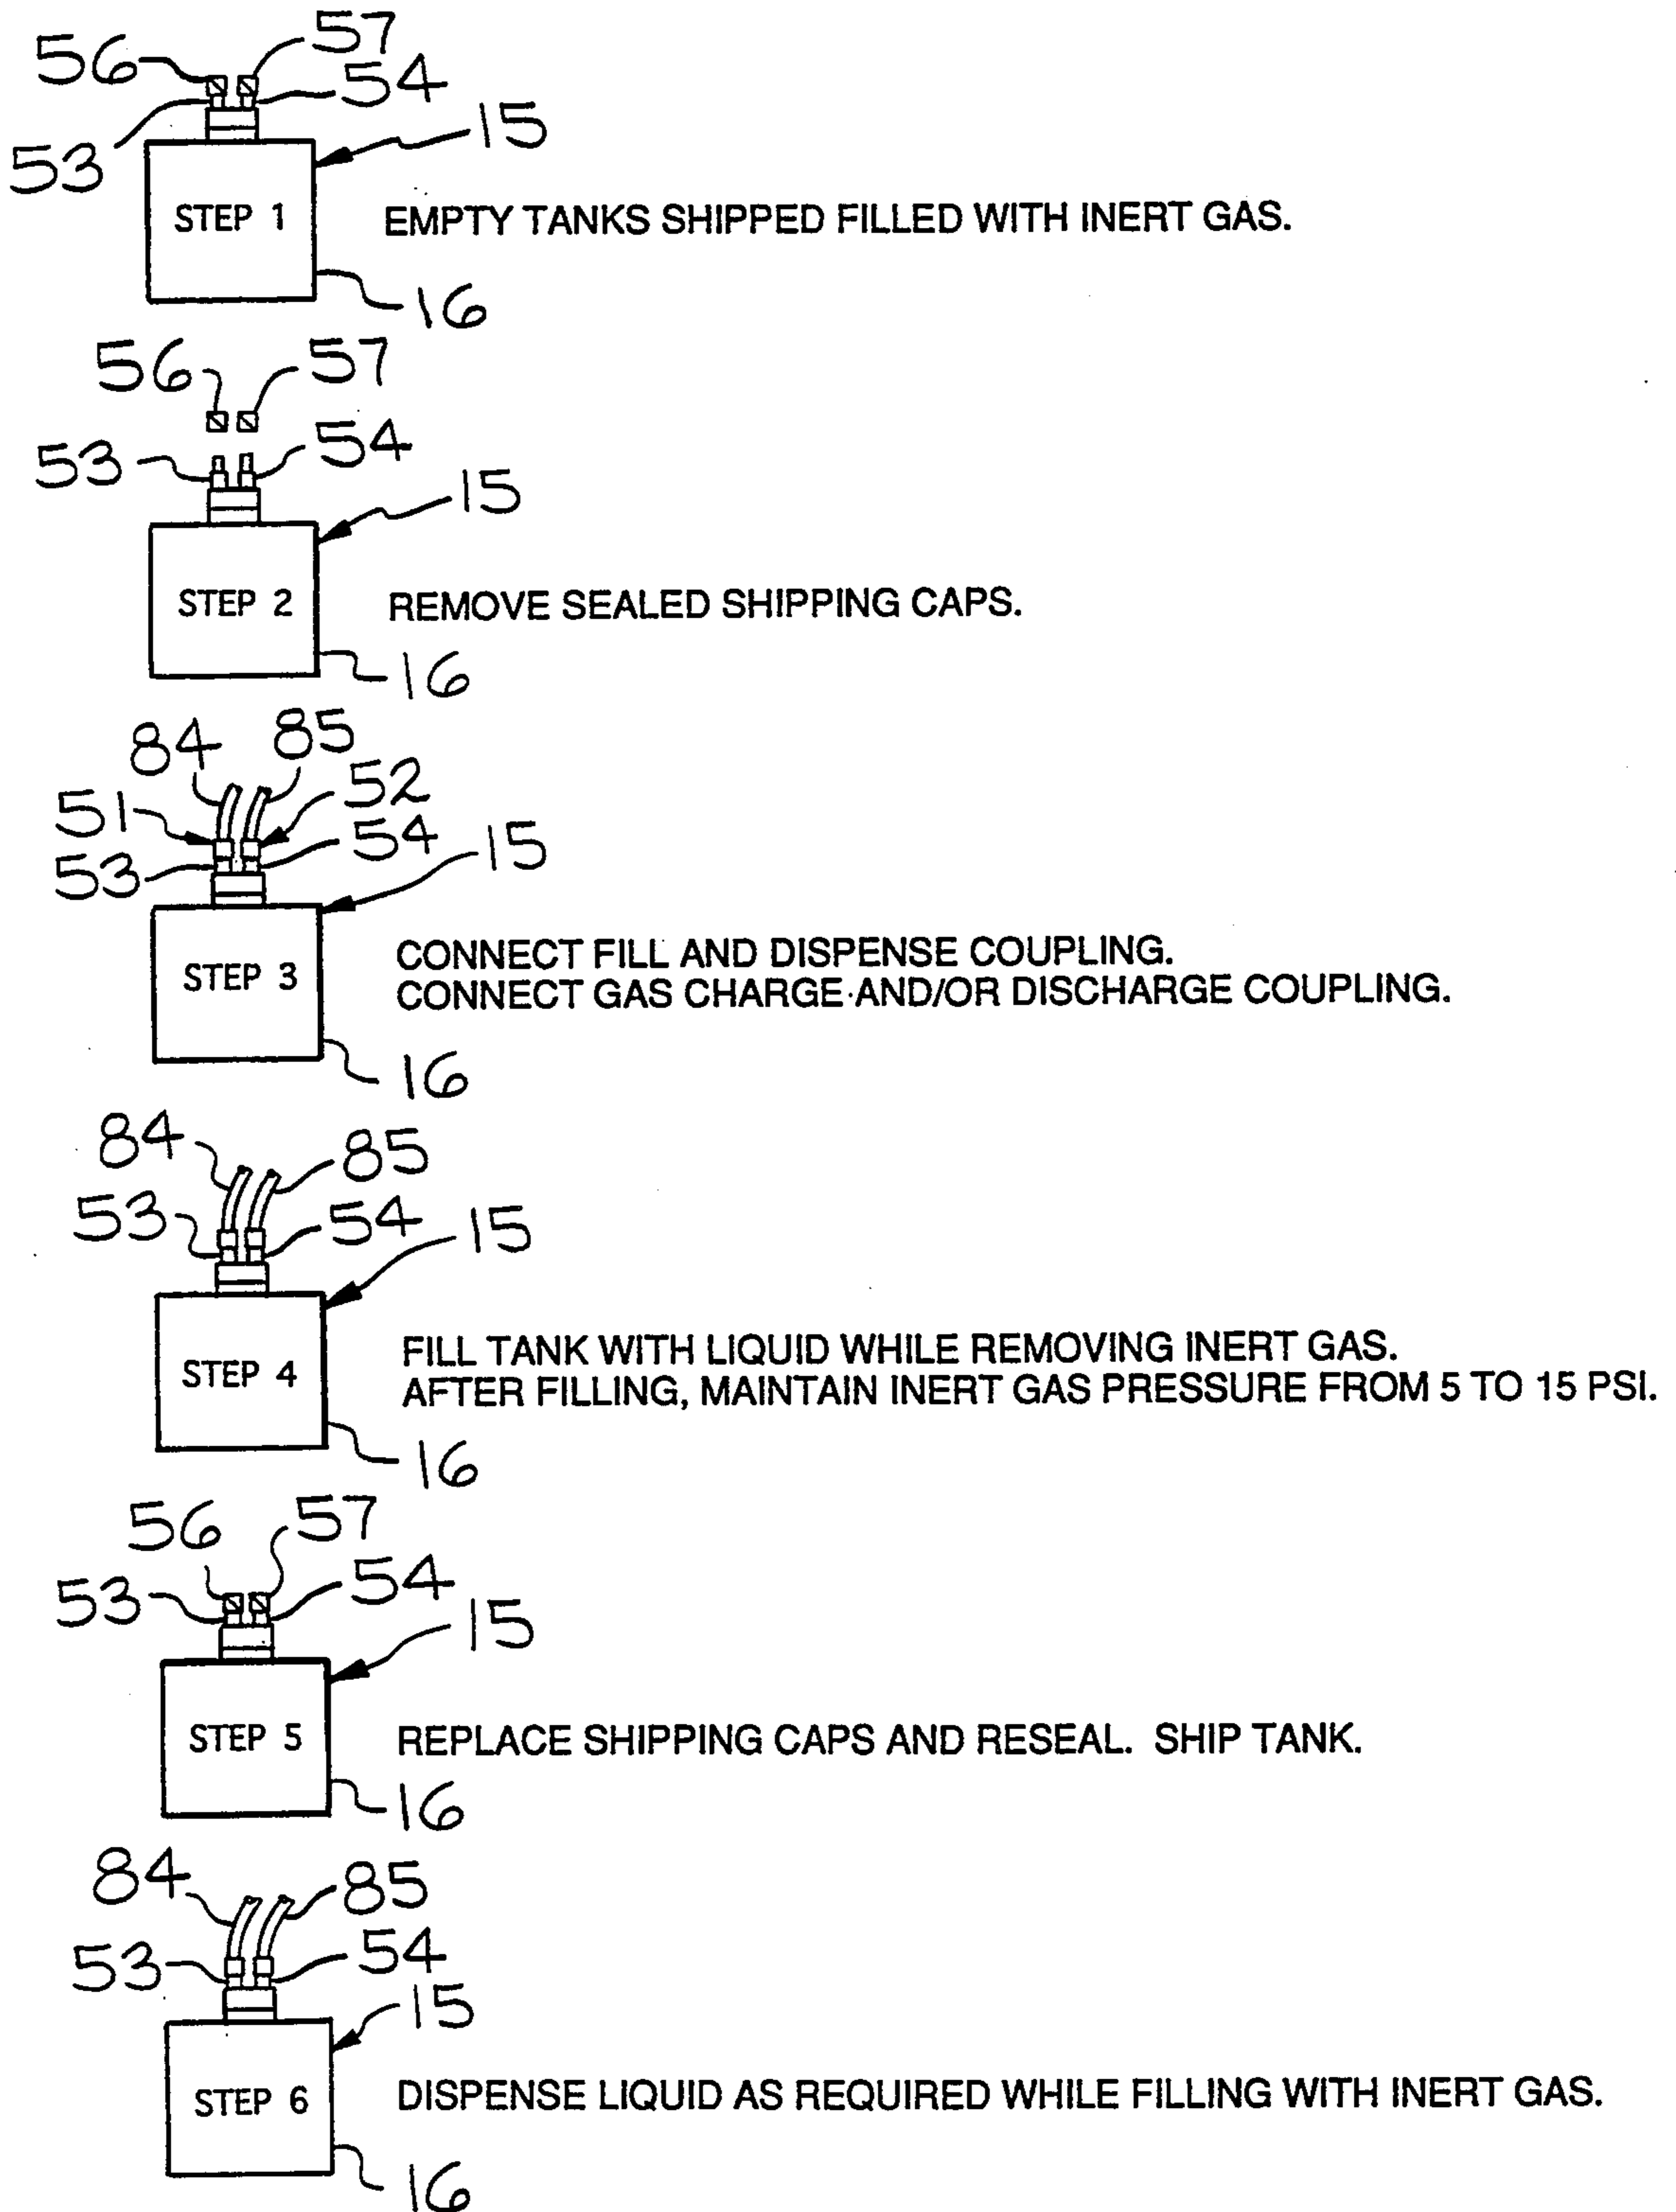 56 57
53 54
15
STEP 1 EMPTY TANKS SHIPPED FILLED WITH INERT GAS.
16
56 57
53 54
15
STEP 2 REMOVE SEALED SHIPPING CAPS.
16
84 85
51 52
53 54
15
STEP 3
CONNECT FILL AND DISPENSE COUPLING.
CONNECT GAS CHARGE AND/OR DISCHARGE COUPLING.
16
84 85
53 54
15
STEP 4
FILL TANK WITH LIQUID WHILE REMOVING INERT GAS.
AFTER FILLING, MAINTAIN INERT GAS PRESSURE FROM 5 TO 15 PSI.
16
56 57
53 54
15
STEP 5 REPLACE SHIPPING CAPS AND RESEAL. SHIP TANK.
16
84 85
53 54
15
STEP 6 DISPENSE LIQUID AS REQUIRED WHILE FILLING WITH INERT GAS.
16